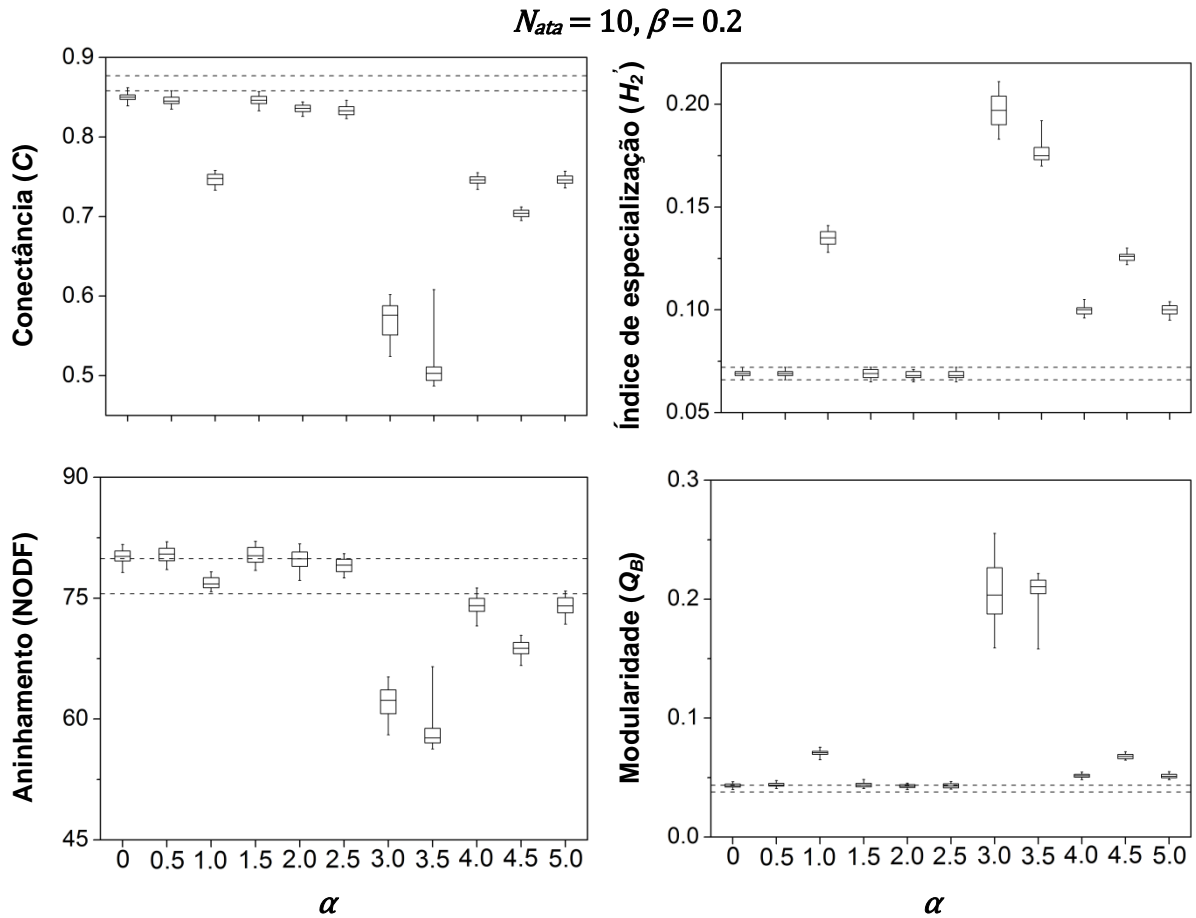 N_ata = 10, β = 0.2
Conectância (C)
0.9
0.8
0.7
0.6
0.5
Índice de especialização (H₂')
0.20
0.15
0.10
0.05
Aninhamento (NODF)
90
75
60
45
0 0.5 1.0 1.5 2.0 2.5 3.0 3.5 4.0 4.5 5.0
α
Modularidade (Q_B)
0.3
0.2
0.1
0.0
0 0.5 1.0 1.5 2.0 2.5 3.0 3.5 4.0 4.5 5.0
α